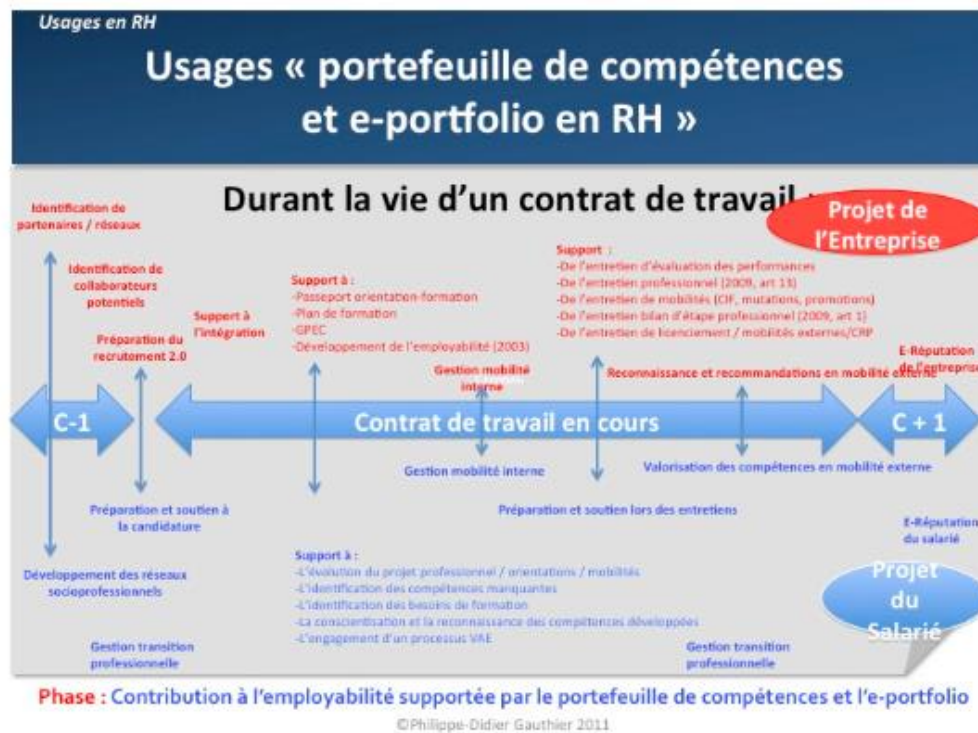 Usages en RH
Usages « portefeuille de compétences
et e-portfolio en RH »
Durant la vie d'un contrat de travail :
Projet de
l'Entreprise
Identification de
partenaires / réseaux
Identification de
collaborateurs
potentiels
Préparation du
recrutement 2.0
Support à
l'intégration
Support à :
-Passeport orientation-formation
-Plan de formation
-GPEC
-Développement de l'employabilité (2003)
Gestion mobilité
interne
Support :
-De l'entretien d'évaluation des performances
-De l'entretien professionnel (2009, art 13)
-De l'entretien de mobilités (CIF, mutations, promotions)
-De l'entretien bilan d'étape professionnel (2009, art 1)
-De l'entretien de licenciement / mobilités externes/CRP
Reconnaissance et recommandations en mobilité externe
E-Réputation
de l'entreprise
C-1
Contrat de travail en cours
C + 1
Gestion mobilité interne
Valorisation des compétences en mobilité externe
Préparation et soutien à
la candidature
Préparation et soutien lors des entretiens
E-Réputation
du salarié
Développement des réseaux
socioprofessionnels
Support à :
-L'évolution du projet professionnel / orientations / mobilités
-L'identification des compétences manquantes
-L'identification des besoins de formation
-La conscientisation et la reconnaissance des compétences développées
-L'engagement d'un processus VAE
Projet
du
Salarié
Gestion transition
professionnelle
Gestion transition
professionnelle
Phase : Contribution à l'employabilité supportée par le portefeuille de compétences et l'e-portfolio
©Philippe-Didier Gauthier 2011